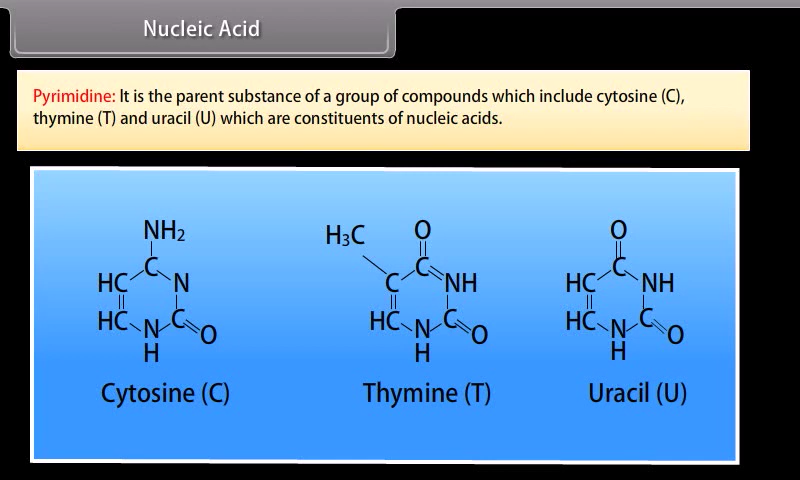 Nucleic Acid
Pyrimidine: It is the parent substance of a group of compounds which include cytosine (C),
thymine (T) and uracil (U) which are constituents of nucleic acids.
NH₂
C
HC N
HC C
N O
H
Cytosine (C)
H₃C O
C
C NH
HC C
N O
H
Thymine (T)
O
C
HC NH
HC C
N O
H
Uracil (U)